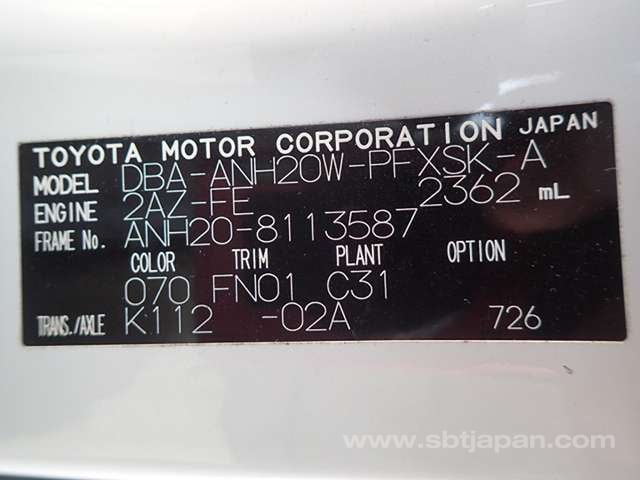 TOYOTA MOTOR CORPORATION JAPAN
MODEL DBA-ANH20W-PFXSK-A
ENGINE 2AZ-FE 2362 mL
FRAME No. ANH20-8113587
COLOR TRIM PLANT OPTION
070 FN01 C31
TRANS./AXLE K112 -02A 726
www.sbtjapan.com